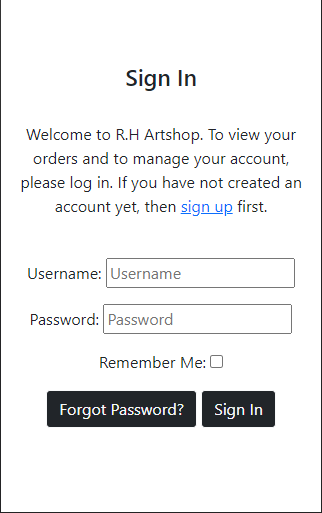 Sign In
Welcome to R.H Artshop. To view your
orders and to manage your account,
please log in. If you have not created an
account yet, then sign up first.
Username: Username
Password: Password
Remember Me:
Forgot Password? Sign In